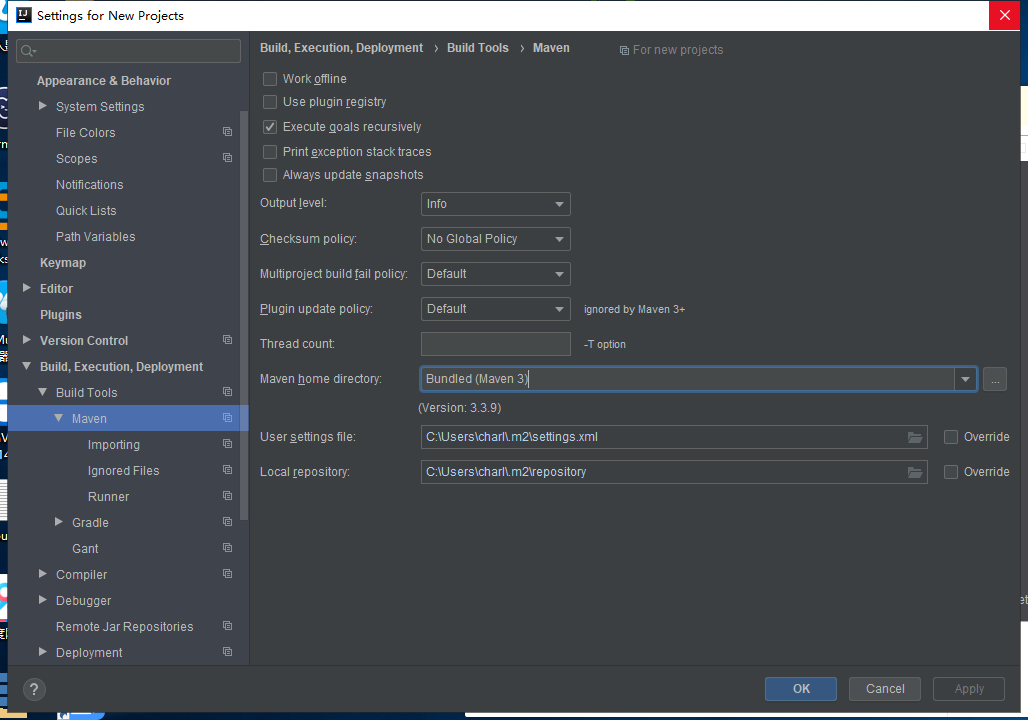 Settings for New Projects
Build, Execution, Deployment › Build Tools › Maven For new projects
Appearance & Behavior
System Settings
File Colors
Scopes
Notifications
Quick Lists
Path Variables
Keymap
Editor
Plugins
Version Control
Build, Execution, Deployment
Build Tools
Maven
Importing
Ignored Files
Runner
Gradle
Gant
Compiler
Debugger
Remote Jar Repositories
Deployment
Work offline
Use plugin registry
Execute goals recursively
Print exception stack traces
Always update snapshots
Output level: Info
Checksum policy: No Global Policy
Multiproject build fail policy: Default
Plugin update policy: Default ignored by Maven 3+
Thread count: -T option
Maven home directory: Bundled (Maven 3) ...
(Version: 3.3.9)
User settings file: C:\Users\charl\.m2\settings.xml Override
Local repository: C:\Users\charl\.m2\repository Override
? OK Cancel Apply